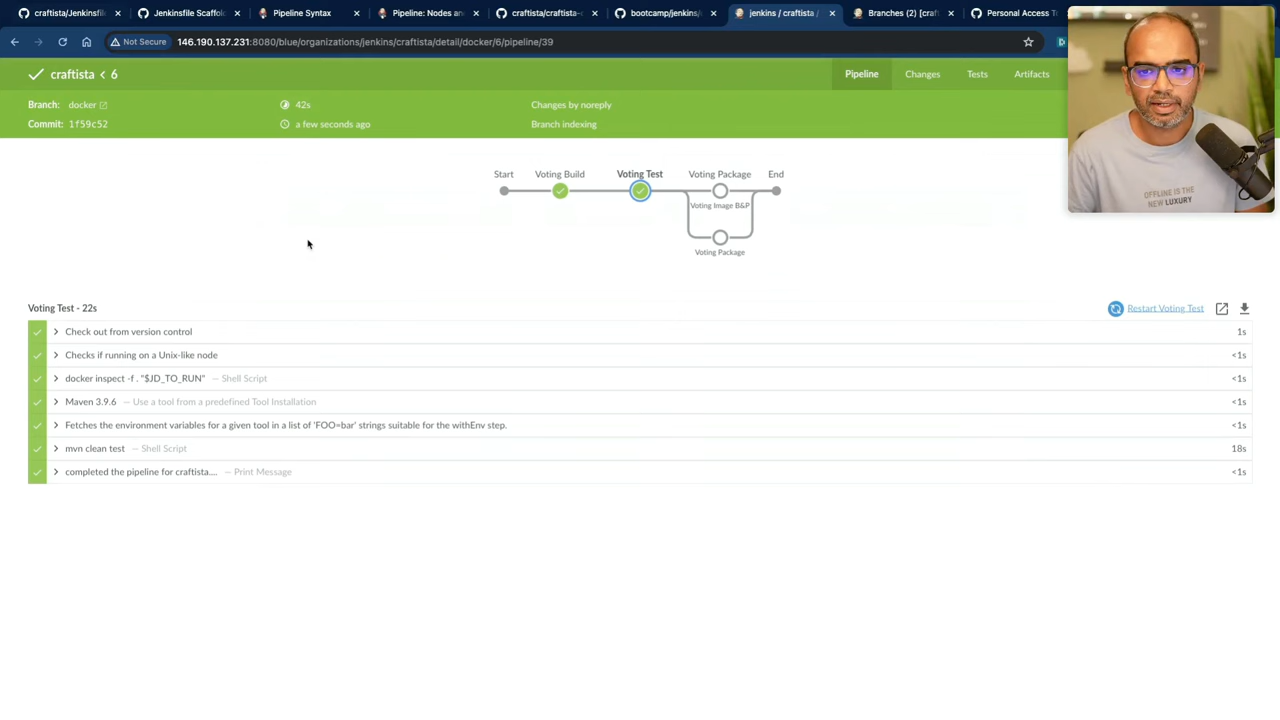 craftista/Jenkinsfil
Jenkinsfile Scaffold
Pipeline Syntax
Pipeline: Nodes and
craftista/craftista-
bootcamp/jenkins/
jenkins / craftista /
Branches (2) [craft
Personal Access T
Not Secure
146.190.137.231:8080/blue/organizations/jenkins/craftista/detail/docker/6/pipeline/39
craftista < 6
Pipeline
Changes
Tests
Artifacts
Branch: docker
42s
Changes by noreply
Commit: 1f59c52
a few seconds ago
Branch indexing
OFFLINE IS THE
NEW LUXURY
Start
Voting Build
Voting Test
Voting Package
End
Voting Image B&P
Voting Package
Voting Test - 22s
Restart Voting Test
Check out from version control
1s
Checks if running on a Unix-like node
<1s
docker inspect -f . "$JD_TO_RUN" — Shell Script
<1s
Maven 3.9.6 — Use a tool from a predefined Tool Installation
<1s
Fetches the environment variables for a given tool in a list of 'FOO=bar' strings suitable for the withEnv step.
<1s
mvn clean test — Shell Script
18s
completed the pipeline for craftista.... — Print Message
<1s